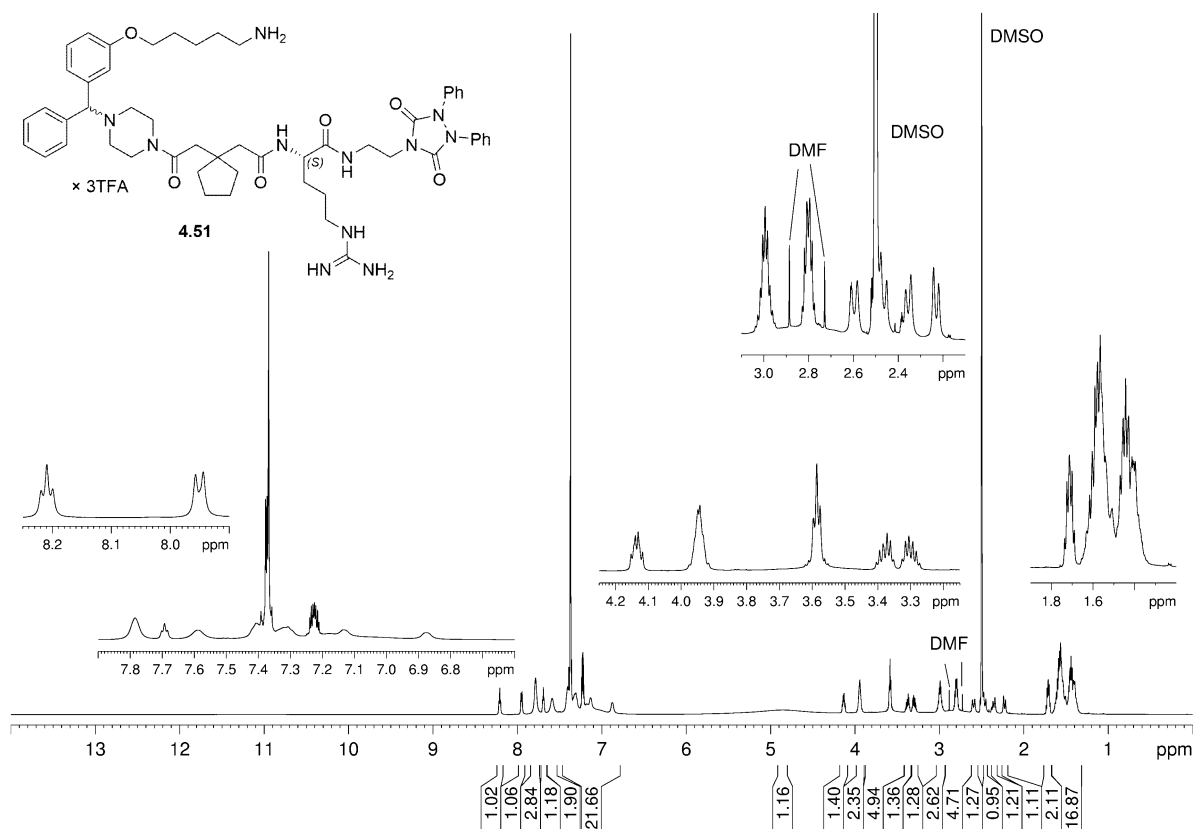 O
NH2
DMSO
Ph
O
N
N
Ph
N
H
N
O
N
H
N
O
DMSO
DMF
N
(S)
O
O
× 3TFA
4.51
NH
HN
NH2
3.0 2.8 2.6 2.4 ppm
8.2 8.1 8.0 ppm
4.2 4.1 4.0 3.9 3.8 3.7 3.6 3.5 3.4 3.3 ppm
1.8 1.6 ppm
7.8 7.7 7.6 7.5 7.4 7.3 7.2 7.1 7.0 6.9 6.8 ppm
DMF
13 12 11 10 9 8 7 6 5 4 3 2 1 ppm
1.02 1.06 2.84 1.18 1.90 21.66 1.16 1.40 2.35 4.94 1.36 1.28 2.62 4.71 1.27 0.95 1.21 1.11 2.11 16.87